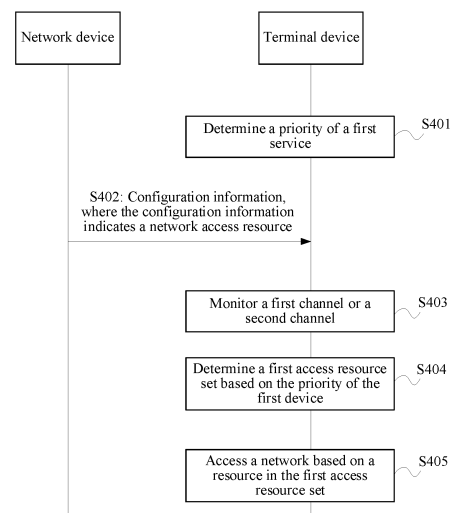 Network device
Terminal device
Determine a priority of a first
service
S401
S402: Configuration information,
where the configuration information
indicates a network access resource
Monitor a first channel or a
second channel
S403
Determine a first access resource
set based on the priority of the
first device
S404
Access a network based on a
resource in the first access
resource set
S405